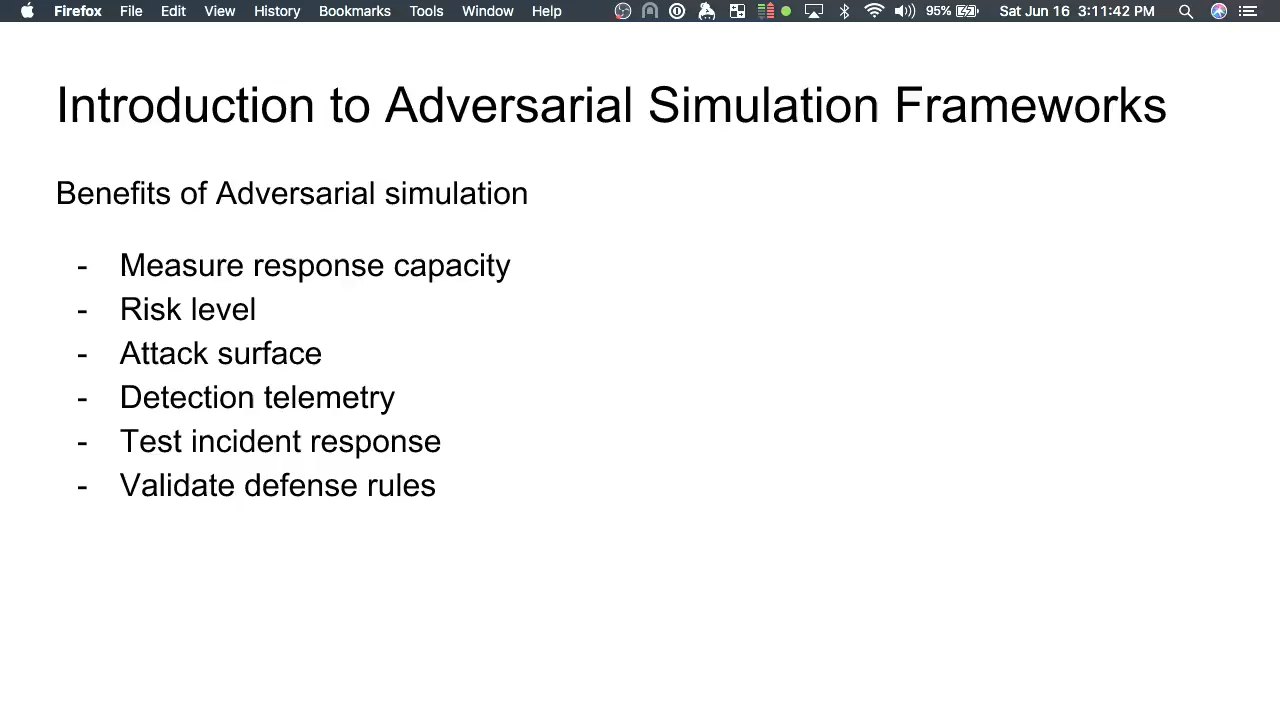 Firefox File Edit View History Bookmarks Tools Window Help 95% Sat Jun 16 3:11:42 PM
Introduction to Adversarial Simulation Frameworks
Benefits of Adversarial simulation
- Measure response capacity
- Risk level
- Attack surface
- Detection telemetry
- Test incident response
- Validate defense rules